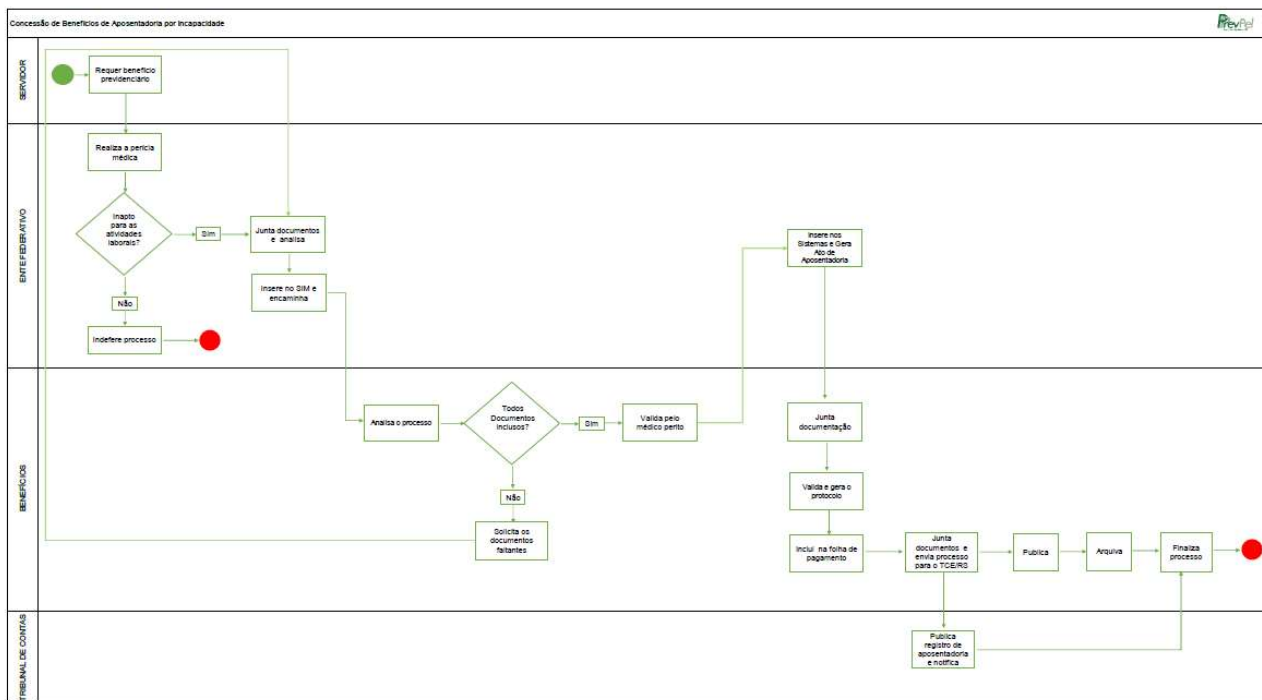 Concessão de Benefícios de Aposentadoria por Incapacidade
PrevPel
SERVIDOR
Requer benefício
previdenciário
ENTE FEDERATIVO
Realiza a perícia
médica
Inapto
para as
atividades
laborais?
Sim
Junta documentos
e analisa
Insere no SIM e
encaminha
Não
Indefere processo
Insere nos
Sistemas e Gera
Ato de
Aposentadoria
BENEFÍCIOS
Analisa o processo
Todos
Documentos
inclusos?
Sim
Valida pelo
médico perito
Não
Solicita os
documentos
faltantes
Junta
documentação
Valida e gera o
protocolo
Inclui na folha de
pagamento
Junta
documentos e
envia processo
para o TCE/RS
Publica
Arquiva
Finaliza
processo
TRIBUNAL DE CONTAS
Publica
registro de
aposentadoria
e notifica